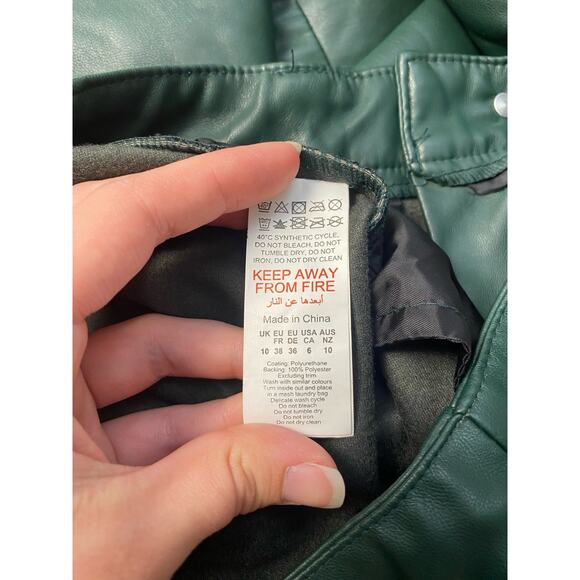 40°C SYNTHETIC CYCLE,
DO NOT BLEACH, DO NOT
TUMBLE DRY, DO NOT
IRON, DO NOT DRY CLEAN
KEEP AWAY
FROM FIRE
أبعدها عن النار
Made in China
UK EU EU USA AUS
FR DE CA NZ
10 38 36 6 10
Coating: Polyurethane
Backing: 100% Polyester
Excluding trim
Wash with similar colours
Turn inside out and place
in a mesh laundry bag
Delicate wash cycle
Do not bleach
Do not tumble dry
Do not iron
Do not dry clean